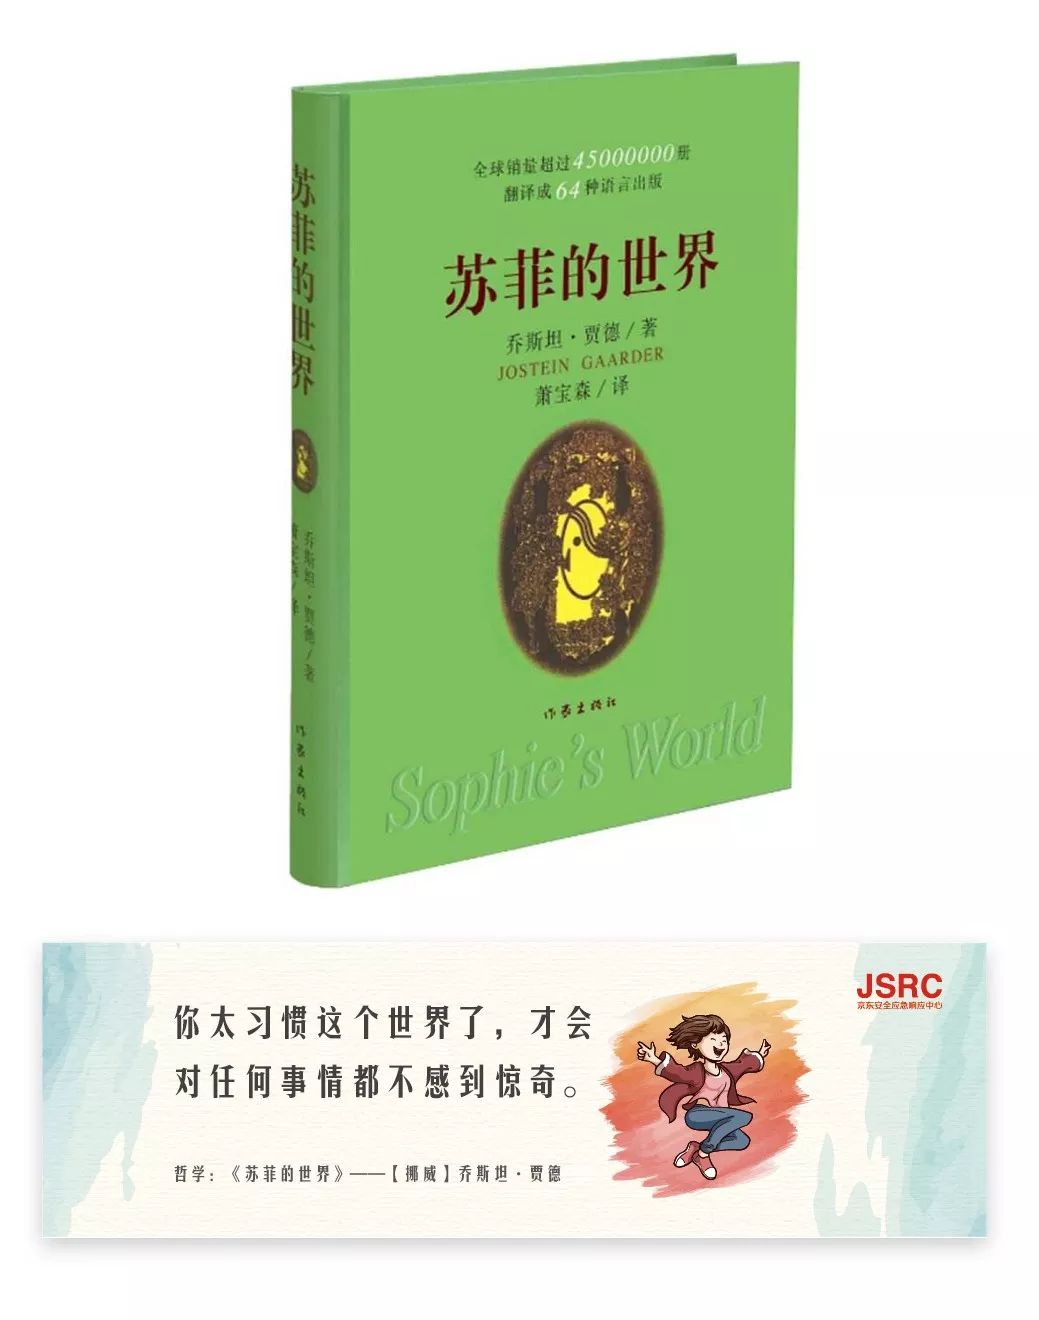 全球销量超过45000000册
翻译成64种语言出版
苏菲的世界
乔斯坦·贾德/著
JOSTEIN GAARDER
萧宝森/译
作家出版社
Sophie's World
苏菲的世界
乔斯坦·贾德/著
萧宝森/译
作家出版社
JSRC
京东安全应急响应中心
你太习惯这个世界了，才会
对任何事情都不感到惊奇。
哲学：《苏菲的世界》——【挪威】乔斯坦·贾德